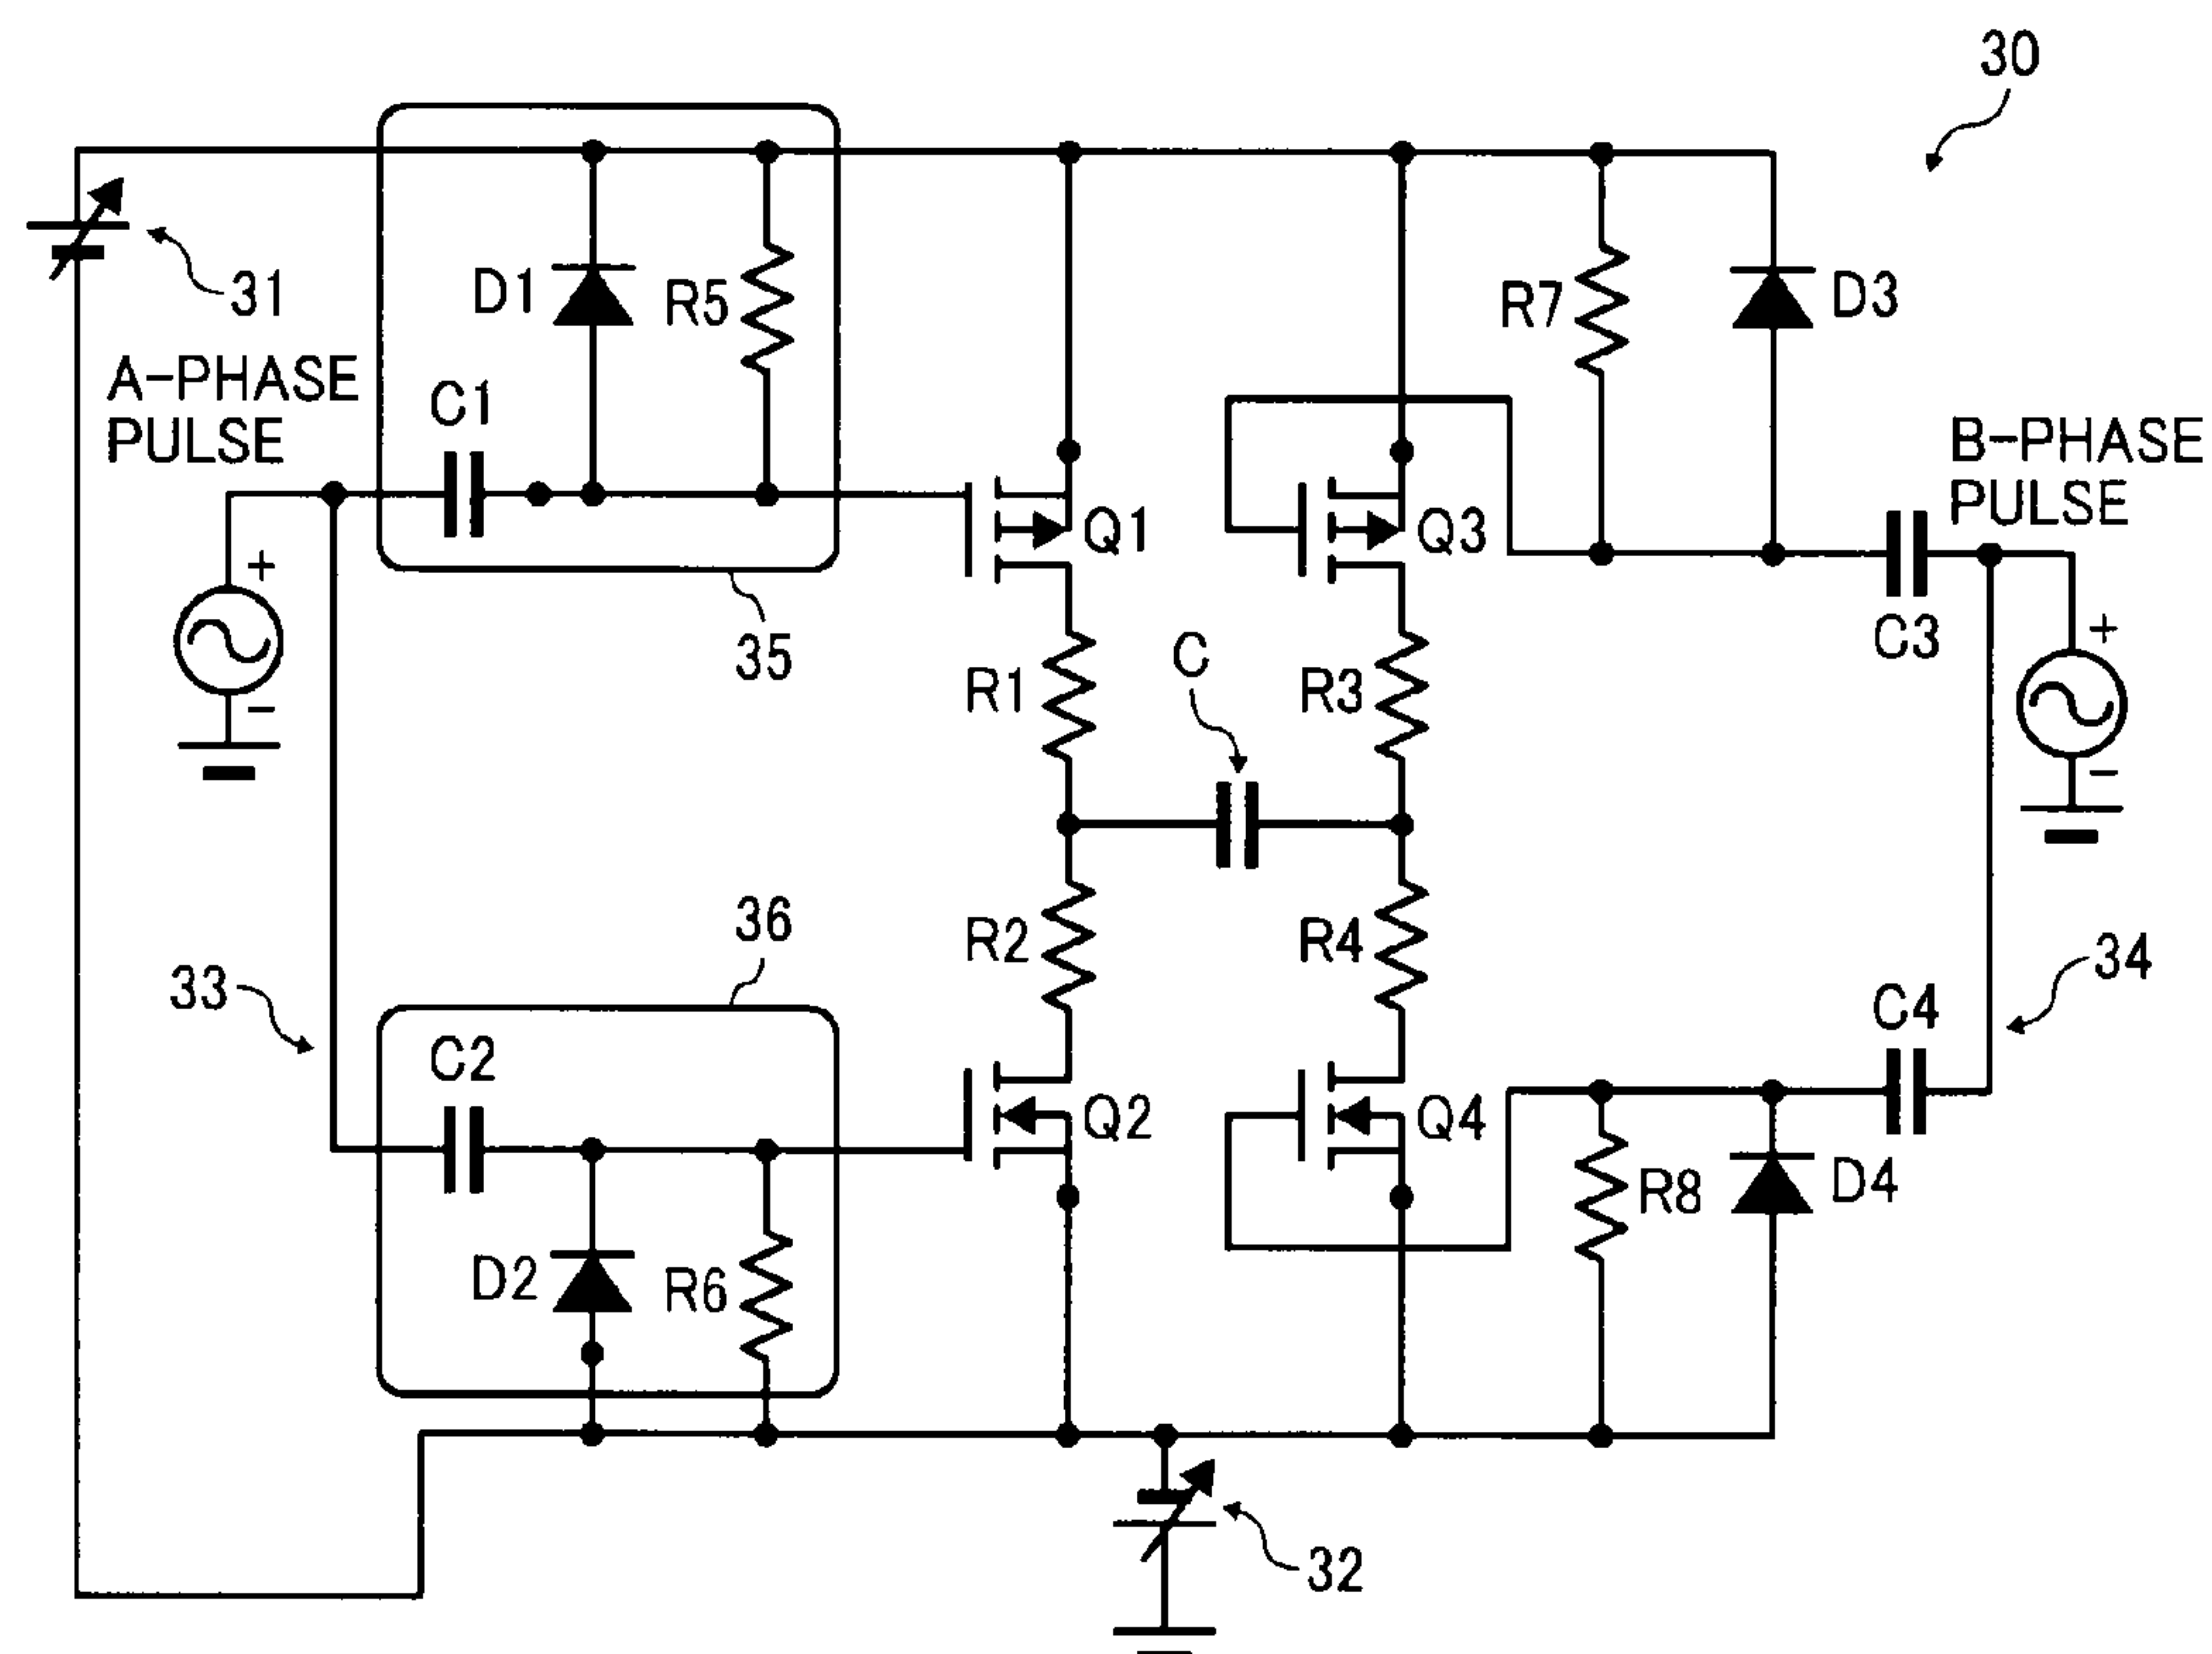 30
31
D1
R5
R7
D3
A-PHASE
PULSE
C1
B-PHASE
PULSE
Q1
Q3
+
35
C3
+
R1
C
R3
-
-
36
R2
R4
33
34
C2
C4
Q2
Q4
D2
R6
R8
D4
32